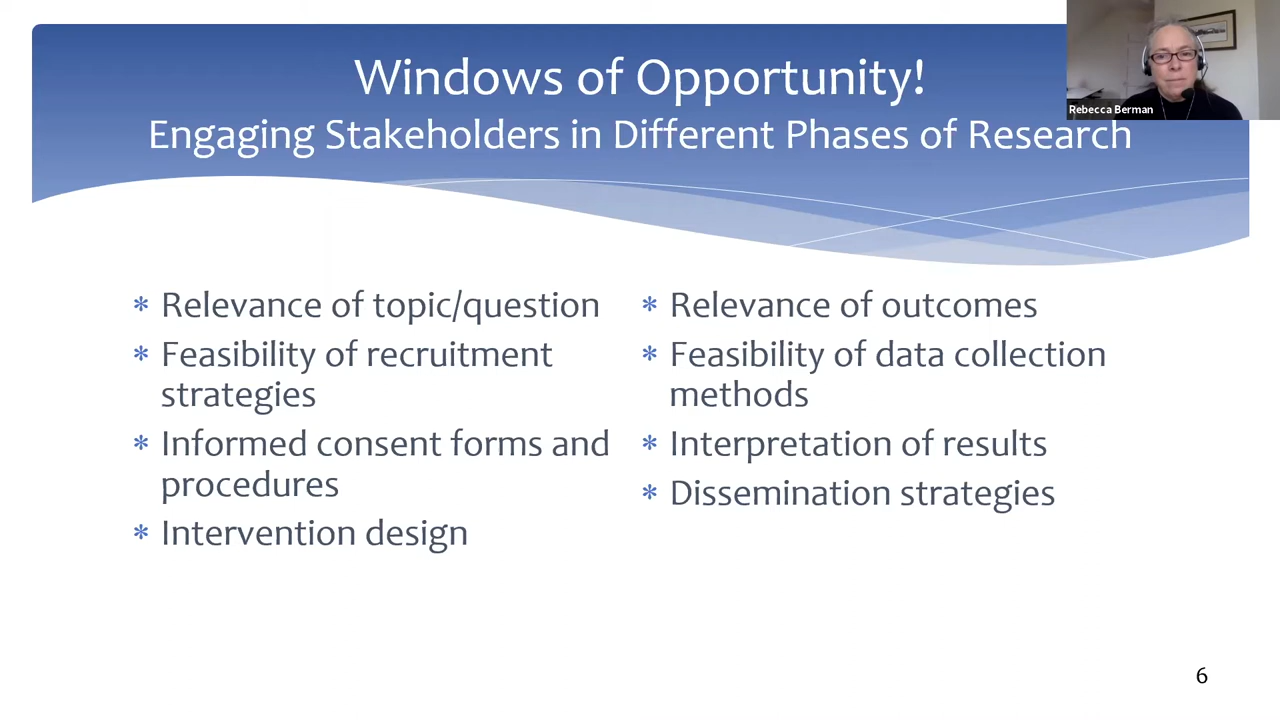 Windows of Opportunity!
Engaging Stakeholders in Different Phases of Research
Rebecca Berman
* Relevance of topic/question
* Feasibility of recruitment
strategies
* Informed consent forms and
procedures
* Intervention design
* Relevance of outcomes
* Feasibility of data collection
methods
* Interpretation of results
* Dissemination strategies
6